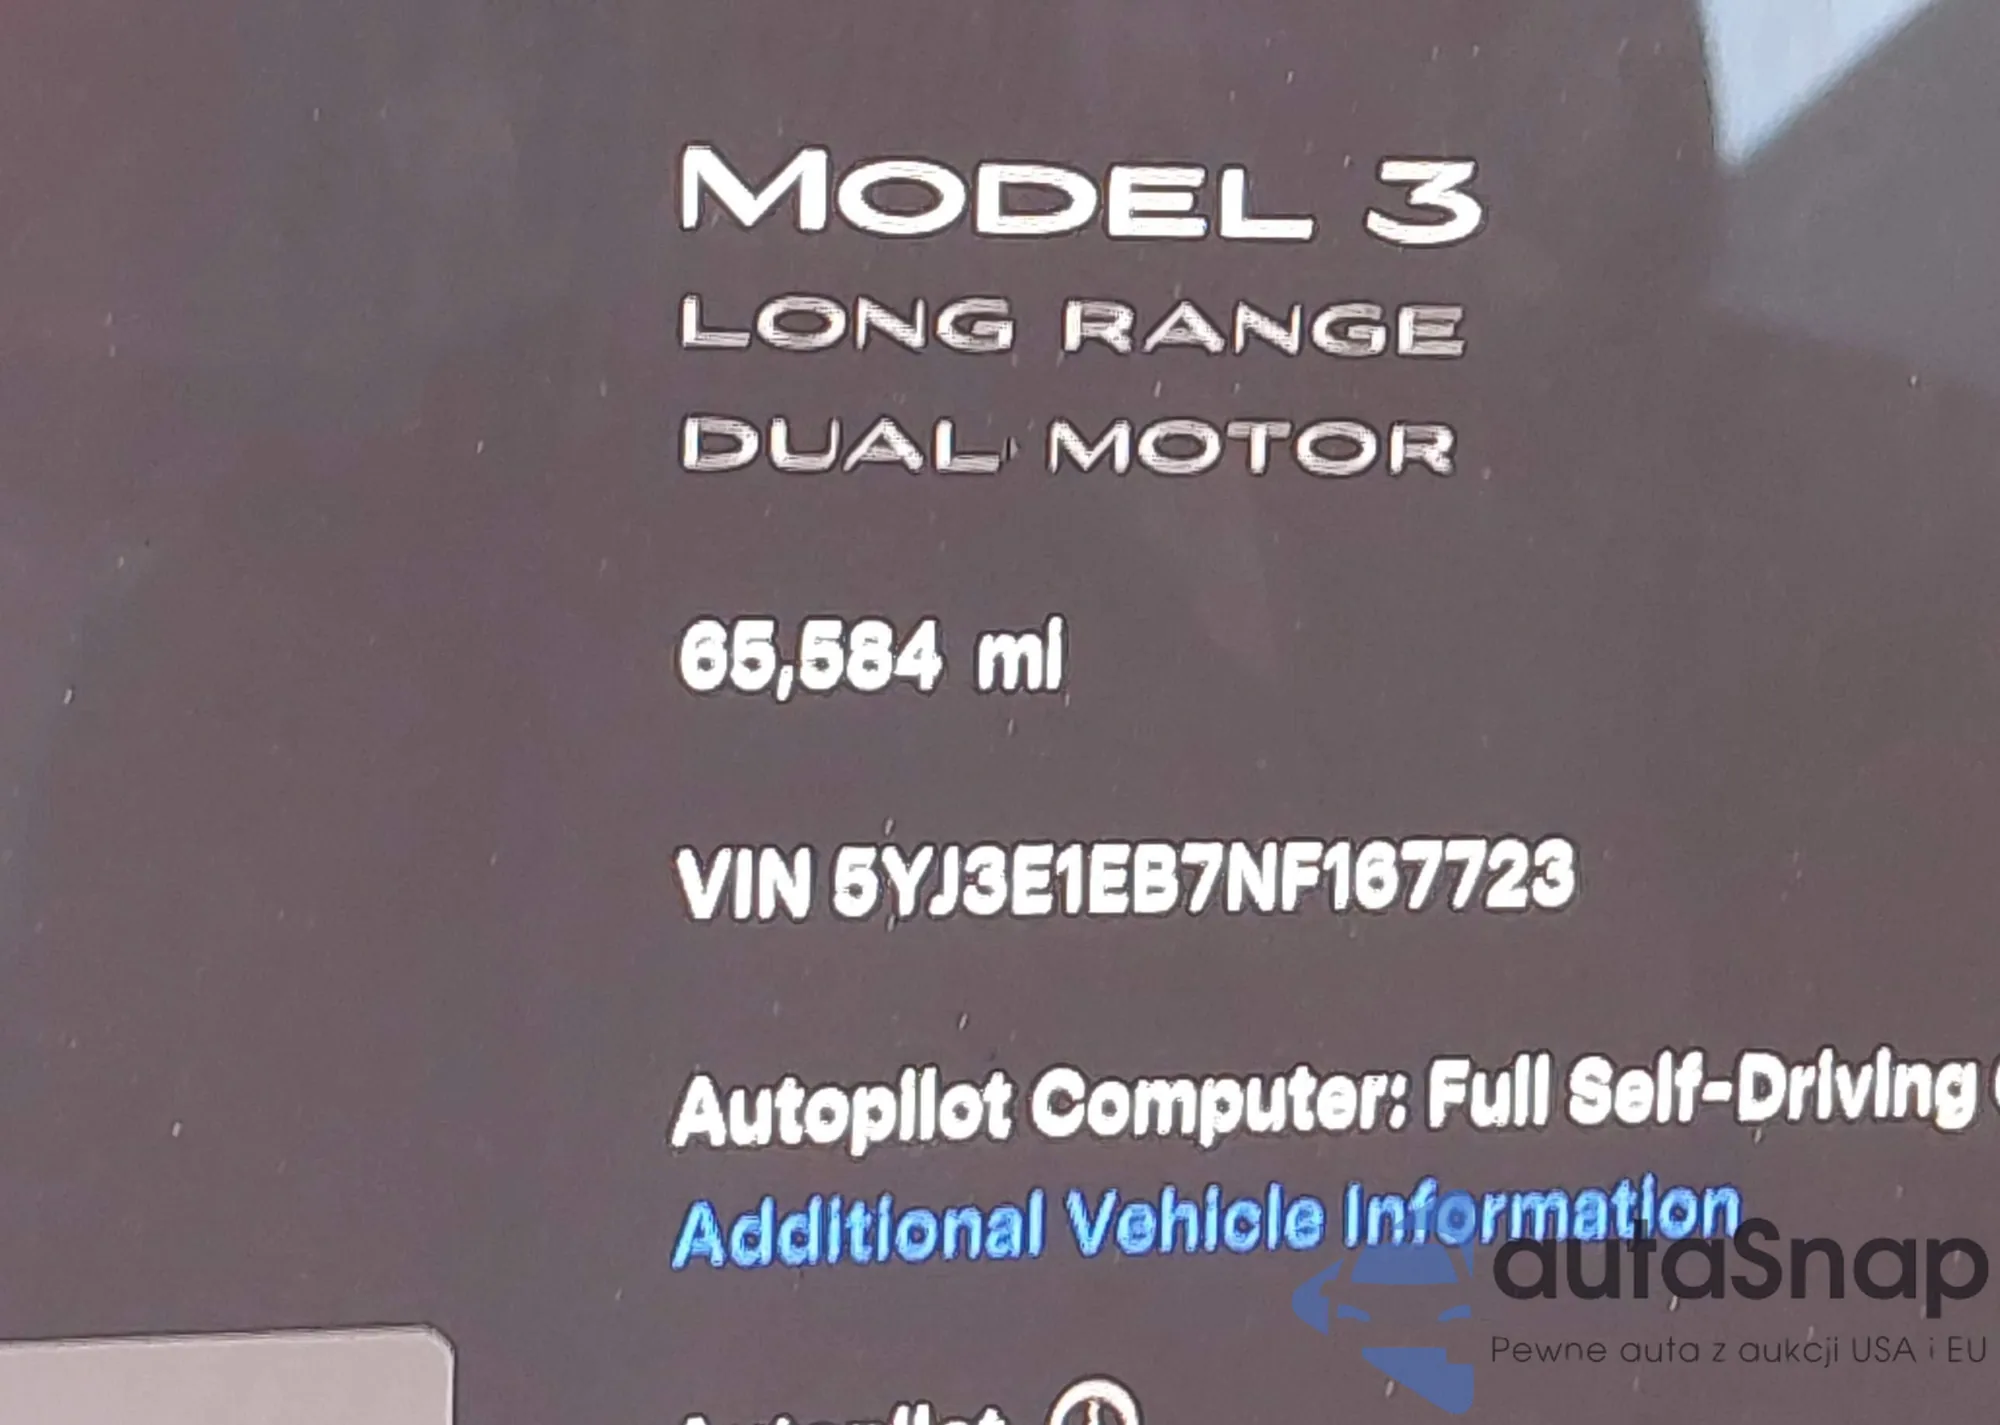 MODEL 3
LONG RANGE
DUAL MOTOR
65,584 mi
VIN 5YJ3E1EB7NF167723
Autopilot Computer: Full Self-Driving
Additional Vehicle Information
autaSnap
Pewne auta z aukcji USA i EU
Autopilot